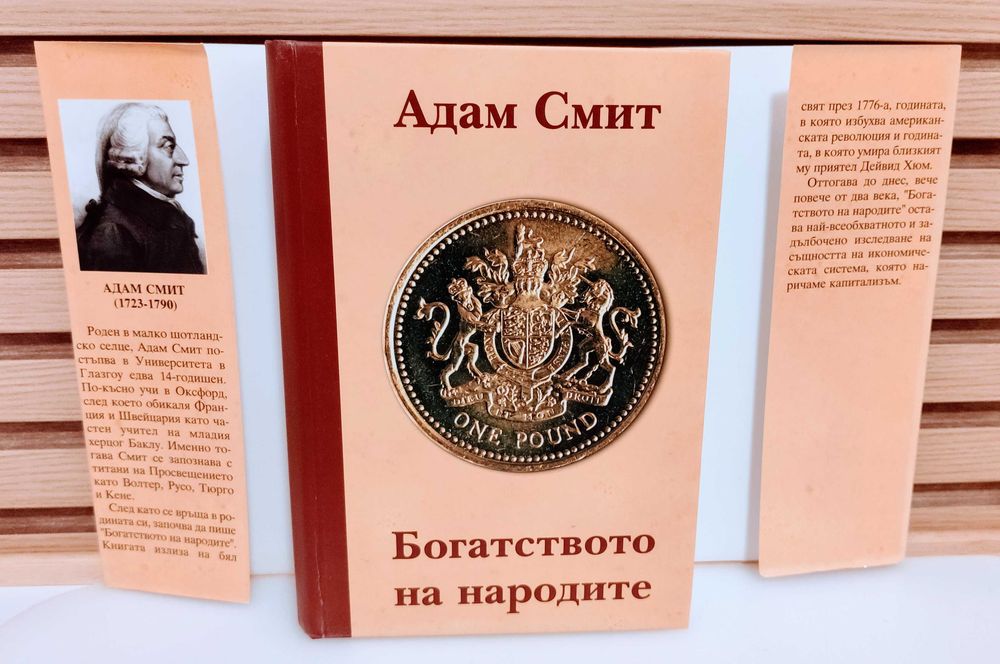 АДАМ СМИТ
(1723-1790)
Роден в малко шотланд-
ско селце, Адам Смит по-
стъпва в Университета в
Глазгоу едва 14-годишен.
По-късно учи в Оксфорд,
след което обикаля Фран-
ция и Швейцария като ча-
стен учител на младия
херцог Баклу. Именно то-
гава Смит се запознава с
титани на Просвещението
като Волтер, Русо, Тюрго
и Кене.
След като се връща в ро-
дината си, започва да пише
"Богатството на народите".
Книгата излиза на бял
Адам Смит
ONE POUND
Богатството
на народите
свят през 1776-а, годината,
в която избухва американ-
ската революция и година-
та, в която умира близкият
му приятел Дейвид Хюм.
Оттогава до днес, вече
повече от два века, "Бога-
тството на народите" оста-
ва най-всеобхватното и за-
дълбочено изследване на
същността на икономиче-
ската система, която на-
ричаме капитализъм.